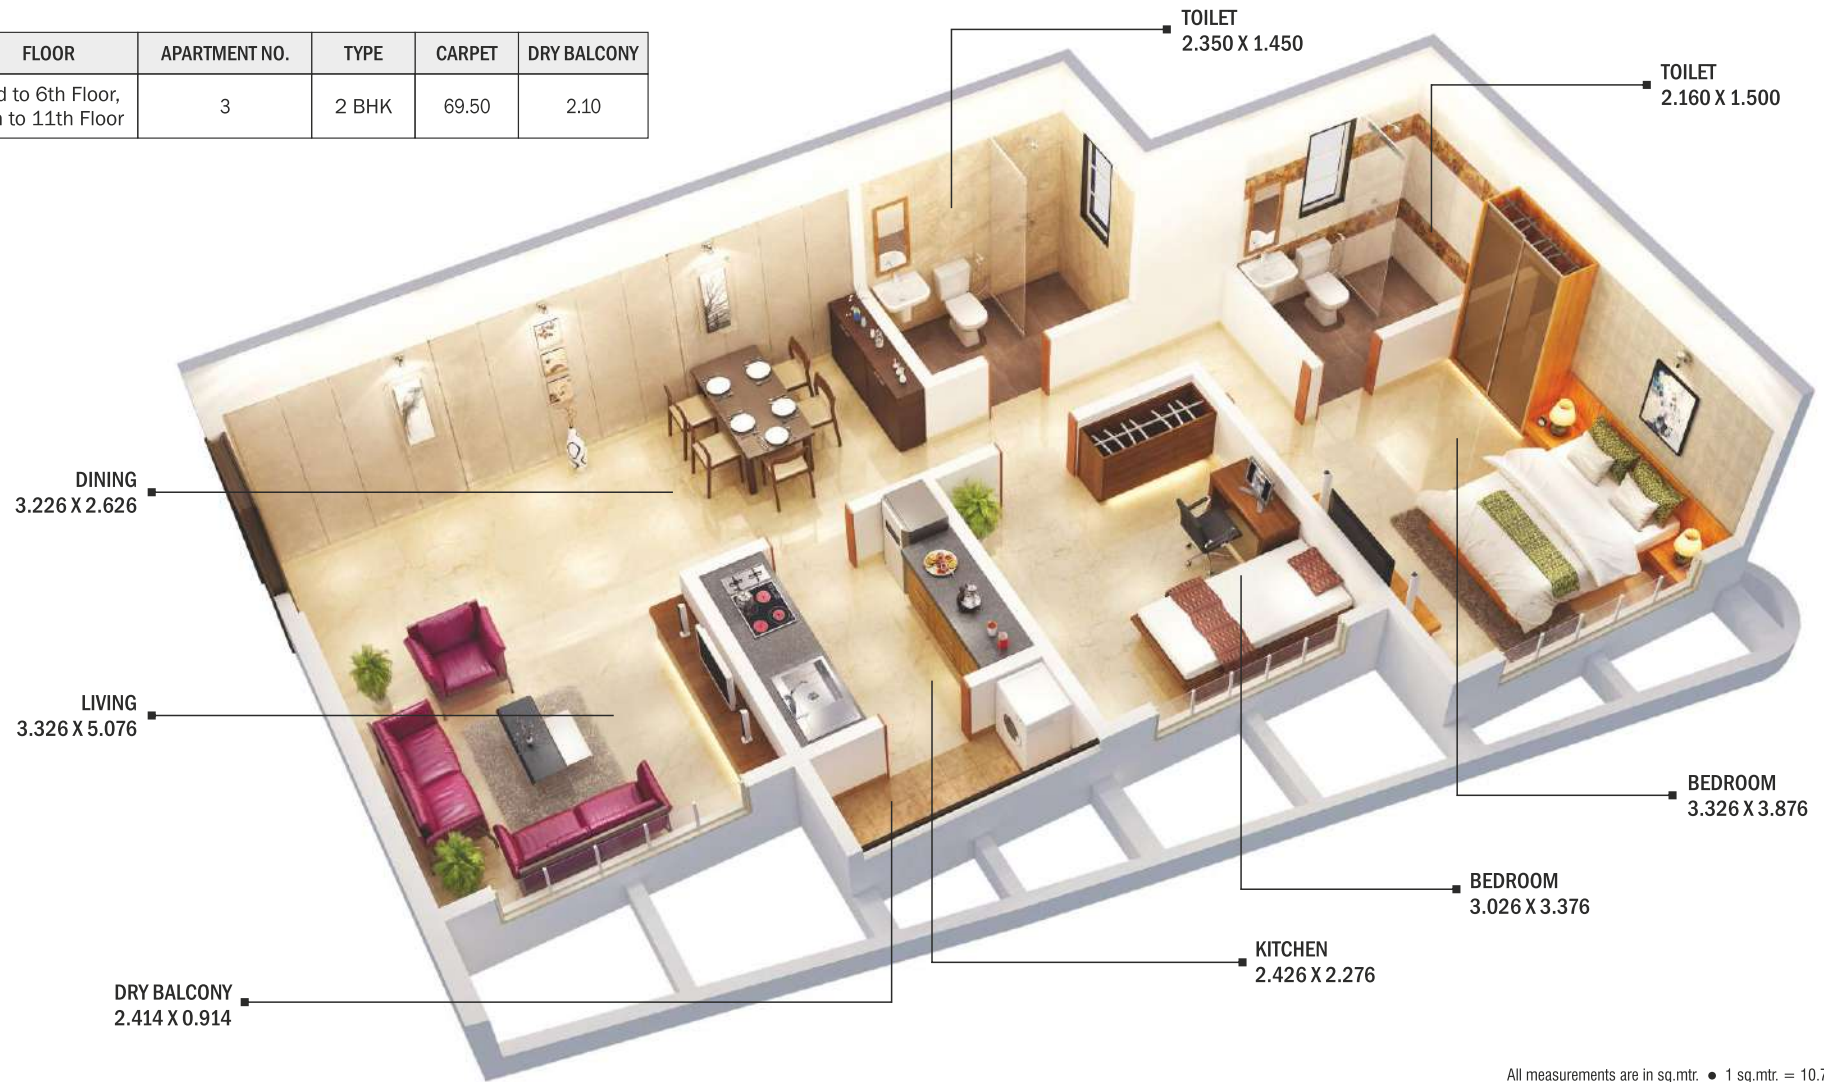 FLOOR APARTMENT NO. TYPE CARPET DRY BALCONY
to 6th Floor,
to 11th Floor
3 2 BHK 69.50 2.10
TOILET
2.350 X 1.450
TOILET
2.160 X 1.500
DINING
3.226 X 2.626
LIVING
3.326 X 5.076
DRY BALCONY
2.414 X 0.914
KITCHEN
2.426 X 2.276
BEDROOM
3.026 X 3.376
BEDROOM
3.326 X 3.876
All measurements are in sq.mtr. ● 1 sq.mtr. = 10.7